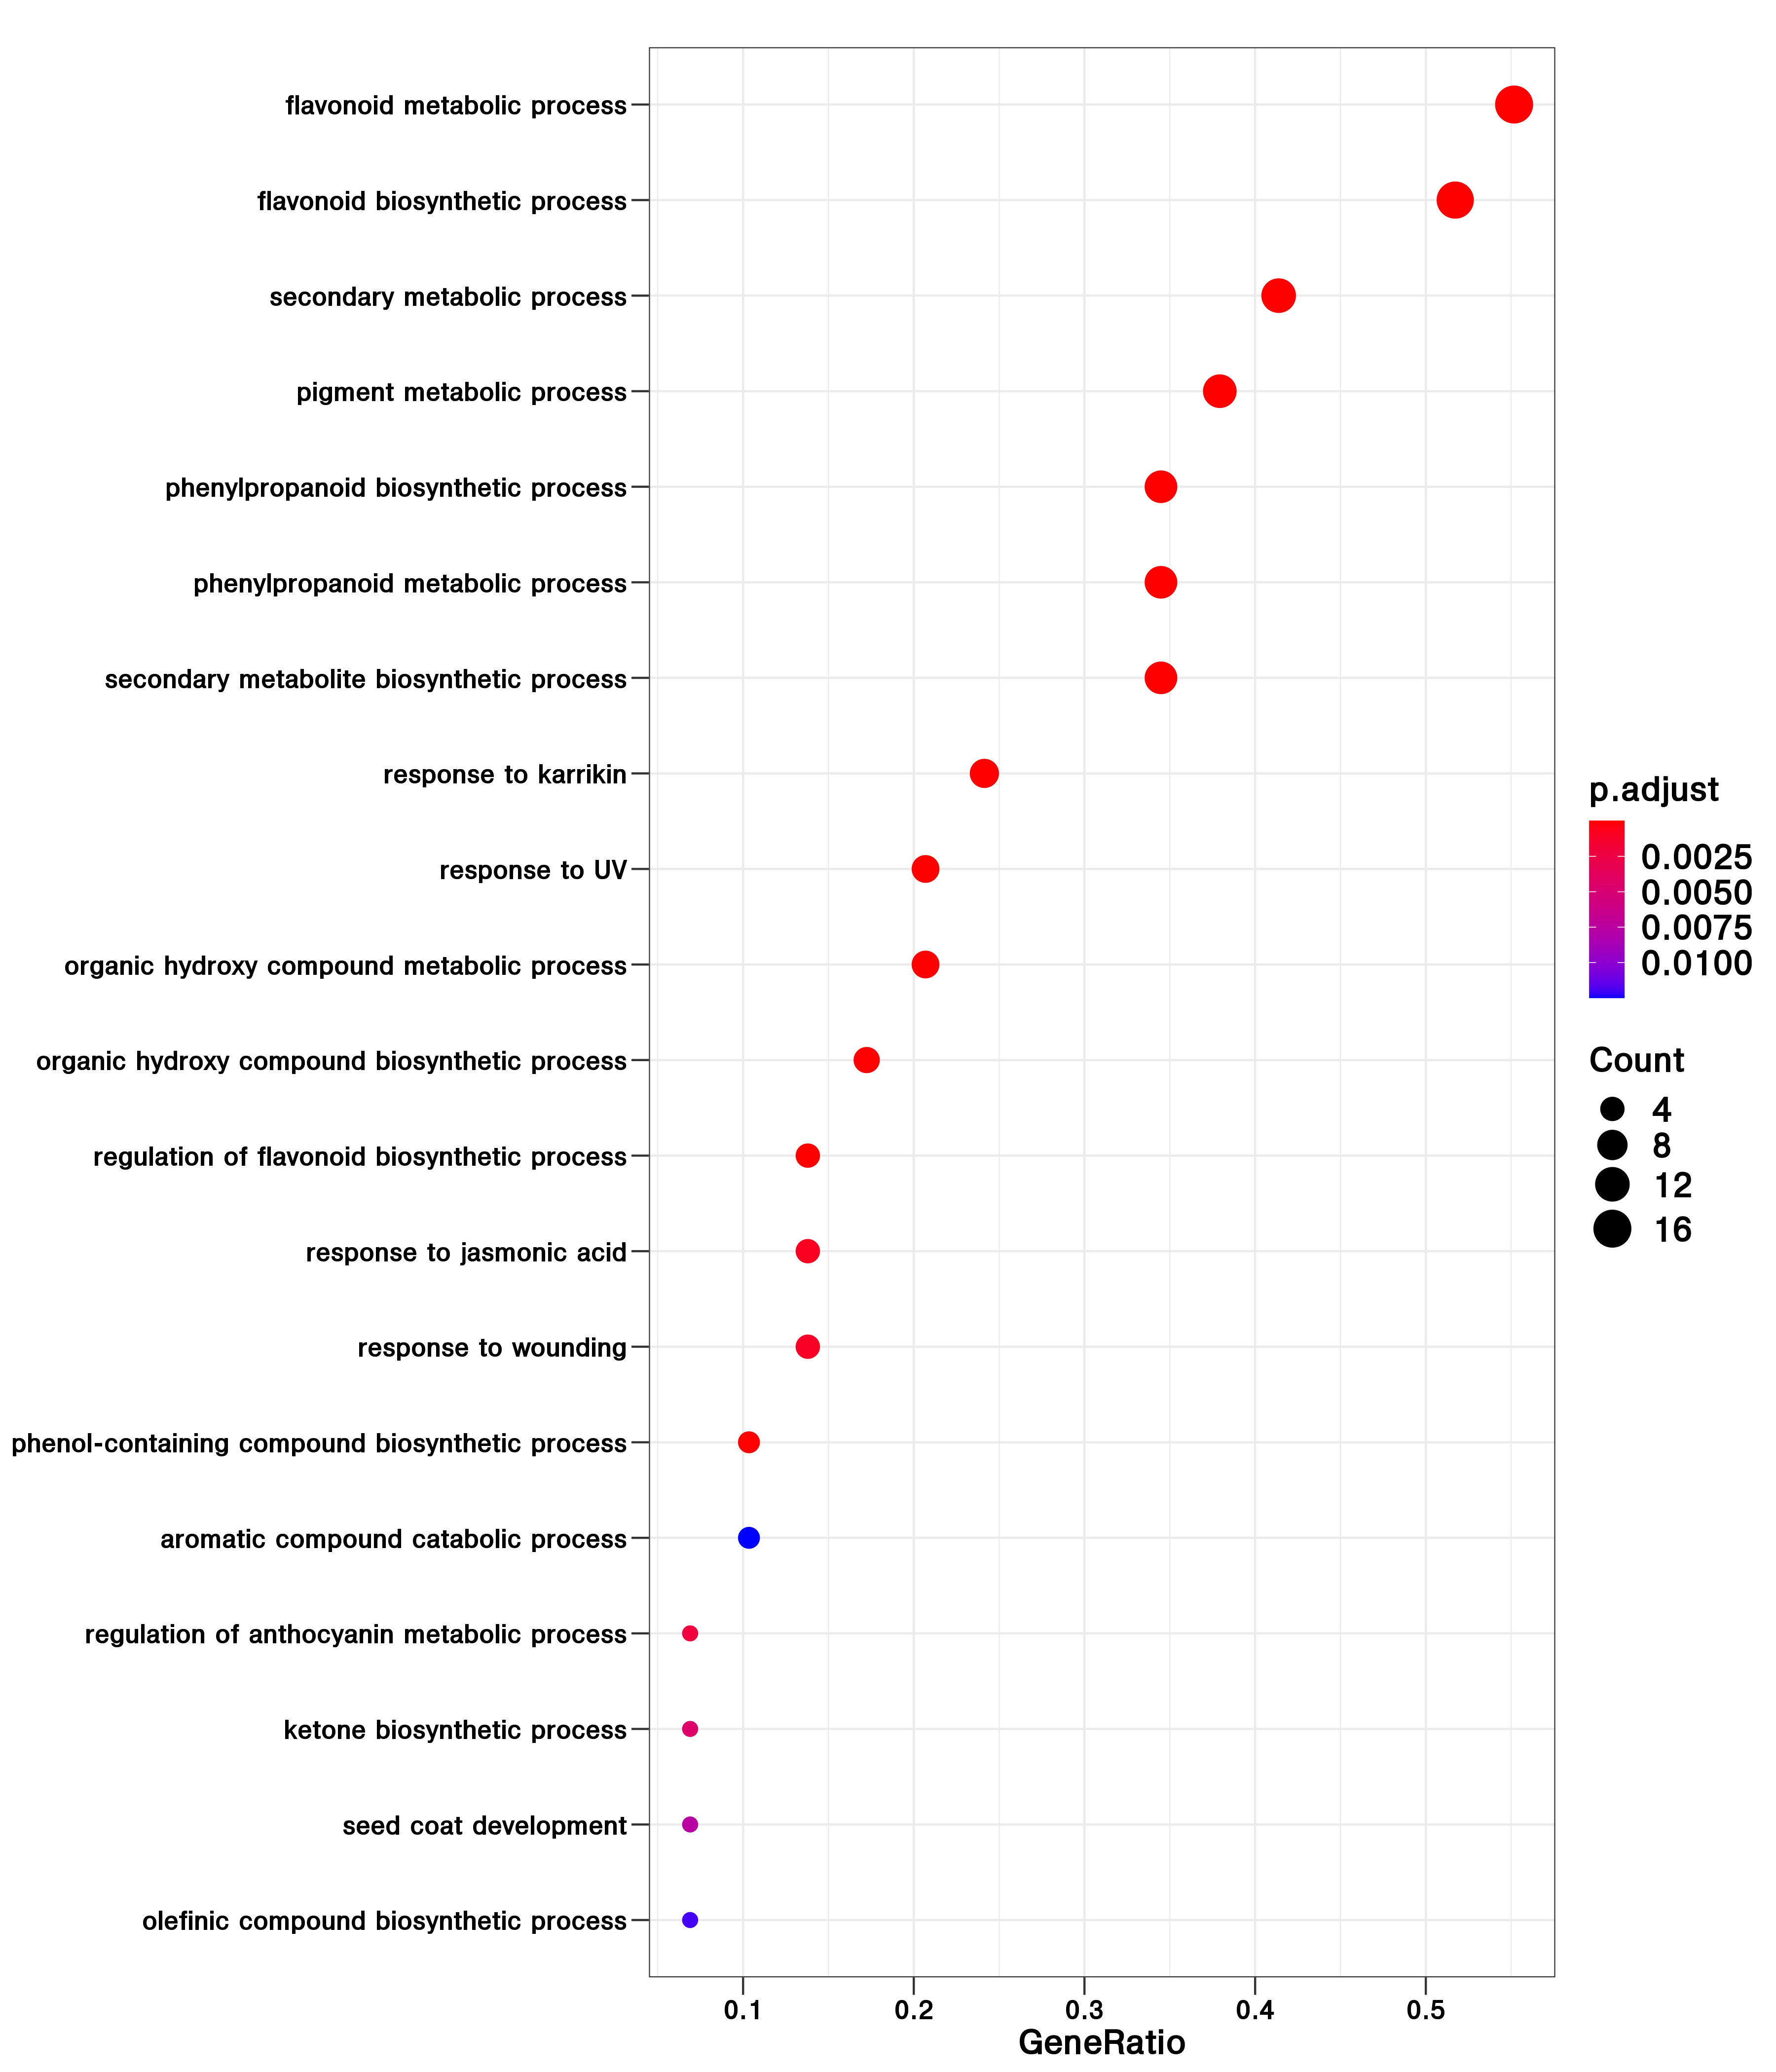 flavonoid metabolic process
flavonoid biosynthetic process
secondary metabolic process
pigment metabolic process
phenylpropanoid biosynthetic process
phenylpropanoid metabolic process
secondary metabolite biosynthetic process
response to karrikin
response to UV
organic hydroxy compound metabolic process
organic hydroxy compound biosynthetic process
regulation of flavonoid biosynthetic process
response to jasmonic acid
response to wounding
phenol-containing compound biosynthetic process
aromatic compound catabolic process
regulation of anthocyanin metabolic process
ketone biosynthetic process
seed coat development
olefinic compound biosynthetic process
0.1 0.2 0.3 0.4 0.5
GeneRatio
p.adjust
0.0025
0.0050
0.0075
0.0100
Count
4
8
12
16